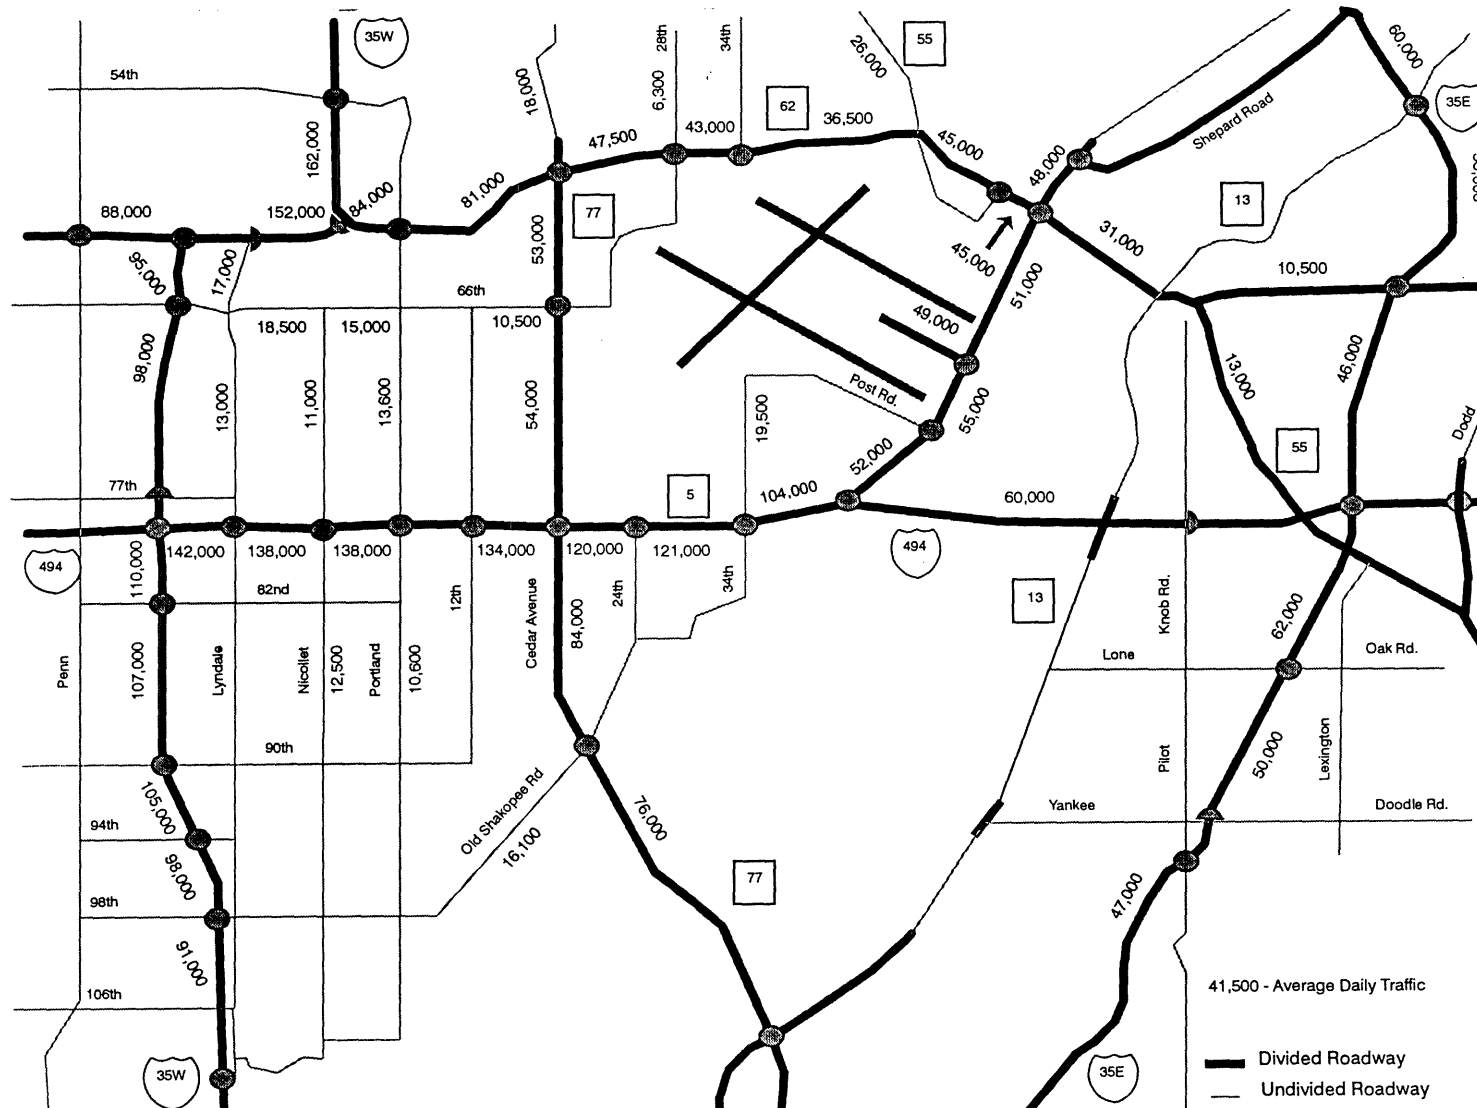 35W
28th
34th
55
26,000
60,000
54th
18,000
6,300
62
35E
162,000
47,500
43,000
36,500
45,000
48,000
Shepard Road
88,000
152,000
84,000
81,000
77
13
95,000
17,000
53,000
45,000
31,000
51,000
10,500
66th
18,500
15,000
10,500
49,000
98,000
13,000
11,000
13,600
54,000
19,500
Post Rd.
55,000
13,000
46,000
Dodd
55
77th
52,000
5
104,000
60,000
494
142,000
138,000
138,000
134,000
120,000
121,000
494
110,000
82nd
12th
Cedar Avenue
84,000
24th
34th
13
Knob Rd.
62,000
Penn
107,000
Lyndale
Nicollet
12,500
Portland
10,600
Lone
Oak Rd.
90th
Pilot
50,000
Lexington
105,000
Old Shakopee Rd
16,100
76,000
Yankee
Doodle Rd.
94th
98,000
77
47,000
98th
91,000
106th
41,500 - Average Daily Traffic
35W
35E
Divided Roadway
Undivided Roadway